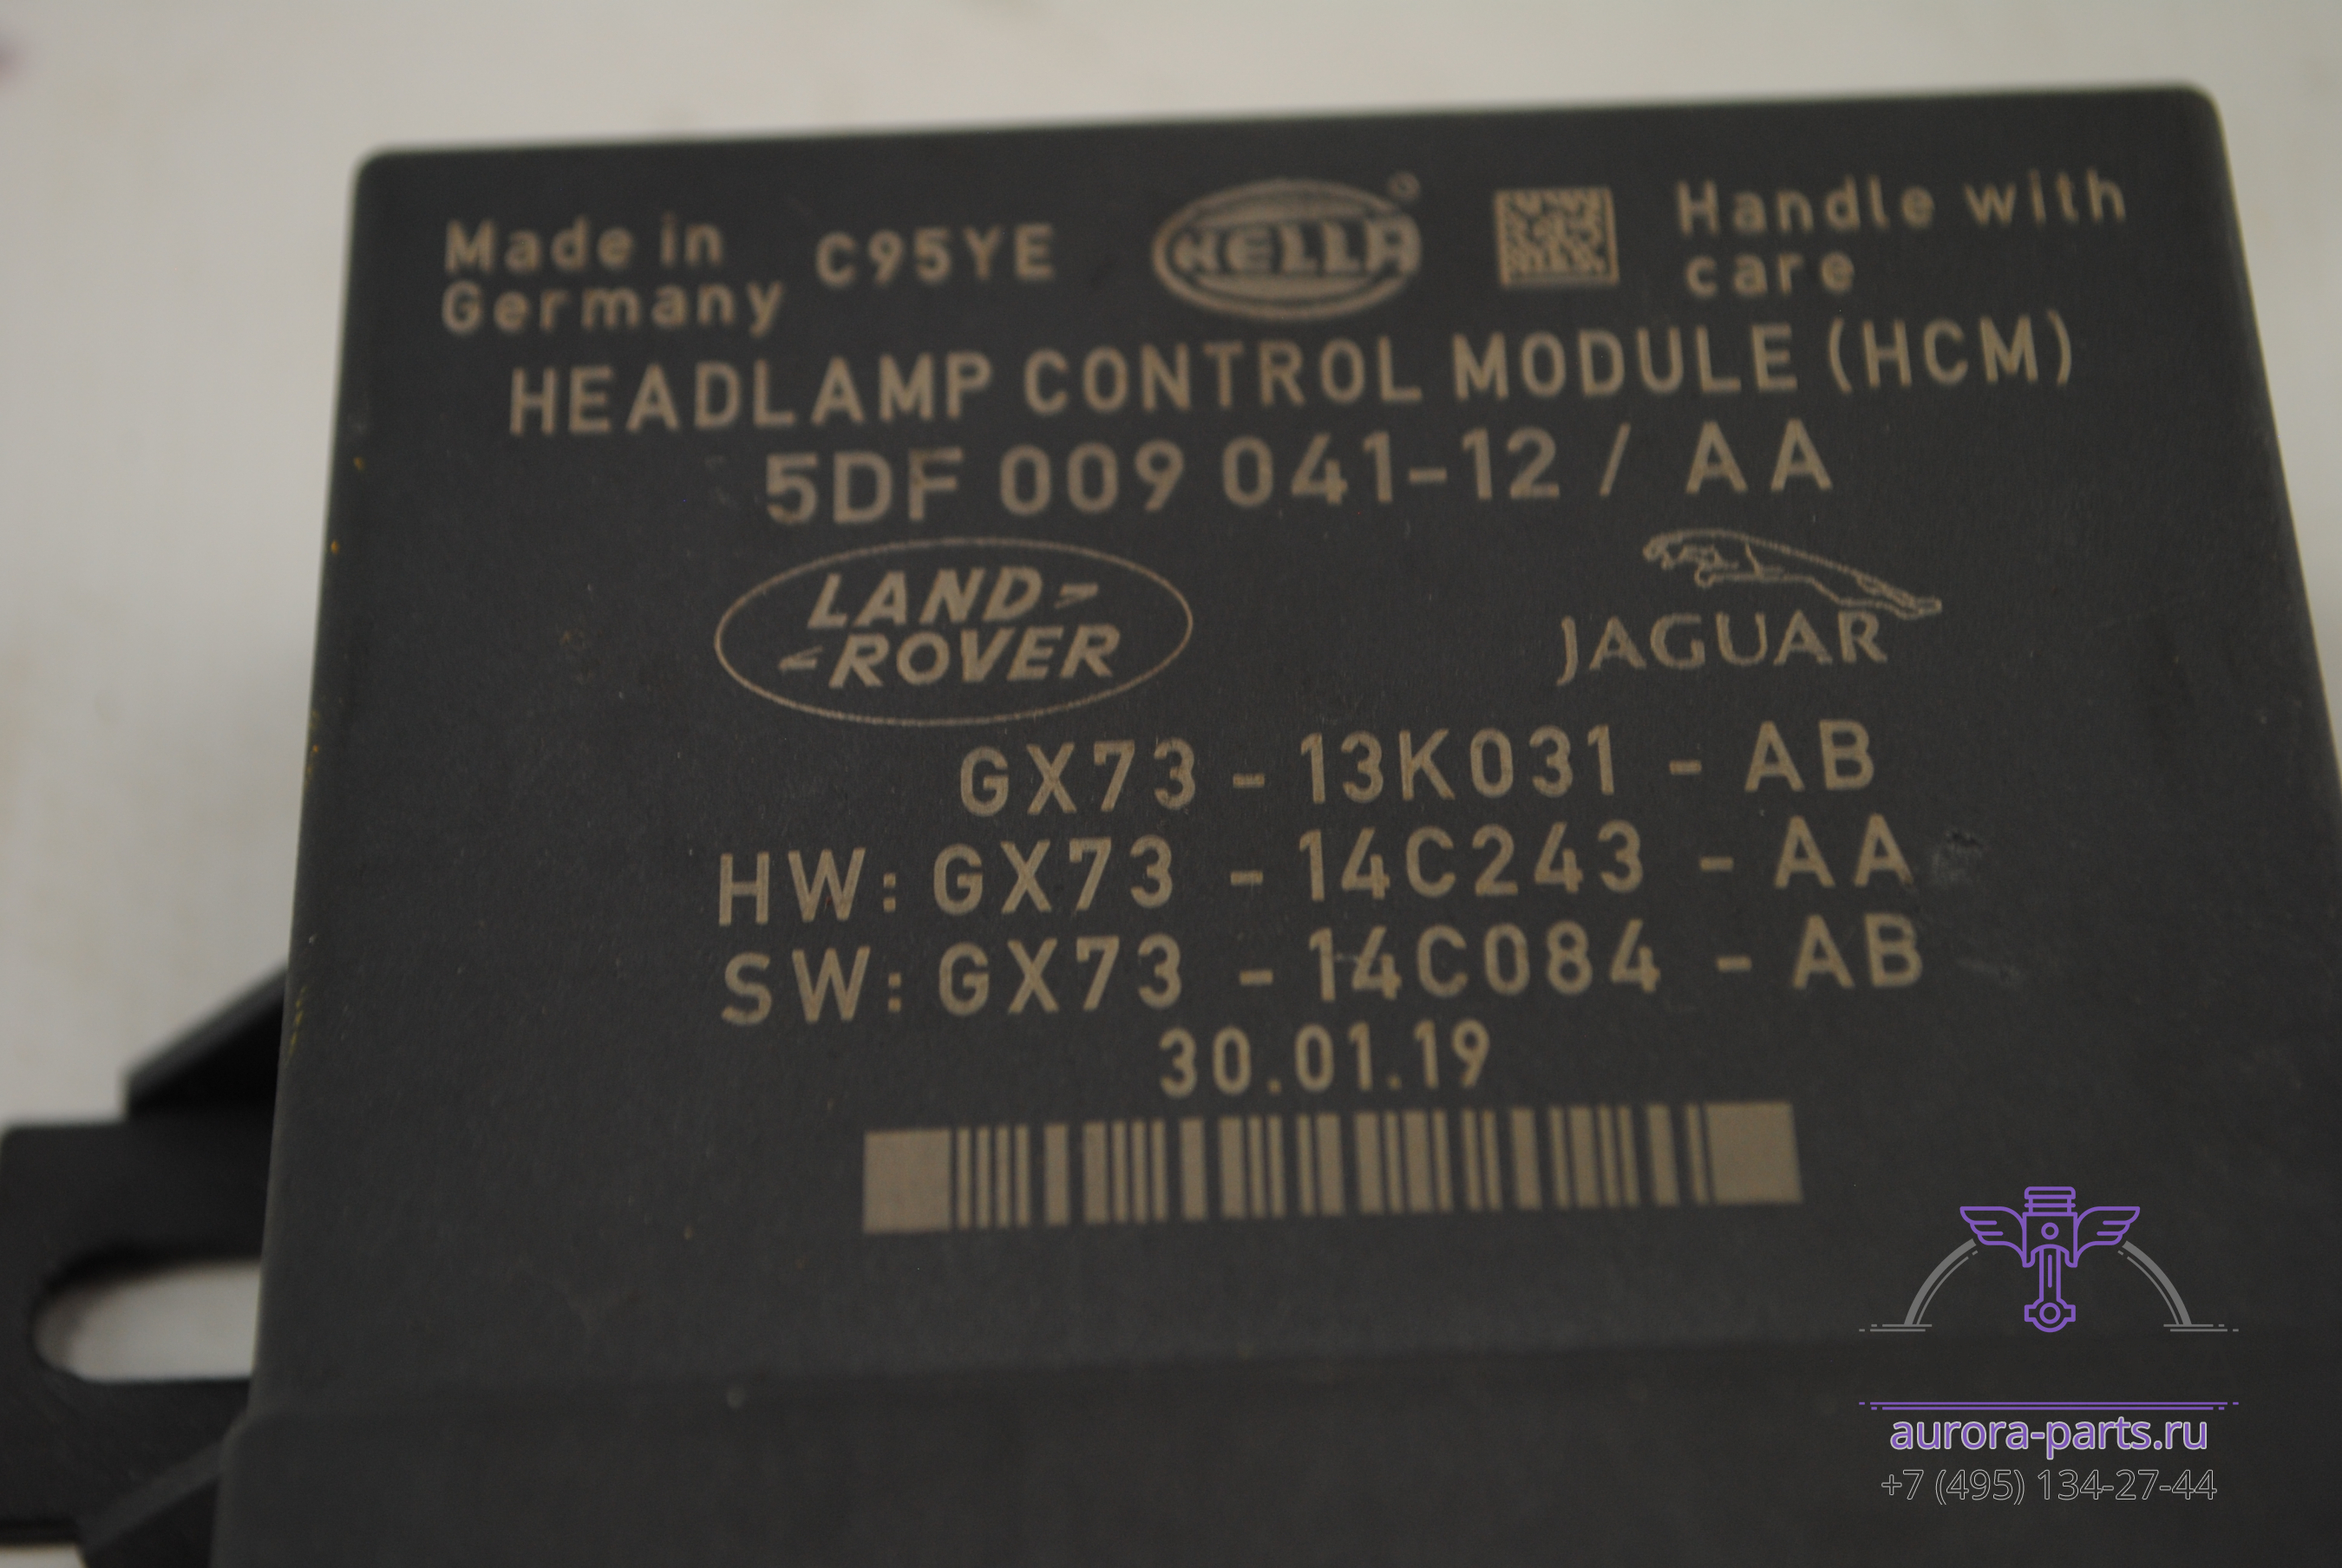 Made in
Germany
C95YE
HELLA
Handle with
care
HEADLAMP CONTROL MODULE (HCM)
5DF 009 041-12 / AA
LAND-
-ROVER
JAGUAR
GX73 - 13K031 - AB
HW: GX73 - 14C243 - AA
SW: GX73 - 14C084 - AB
30.01.19
aurora-parts.ru
+7 (495) 134-27-44